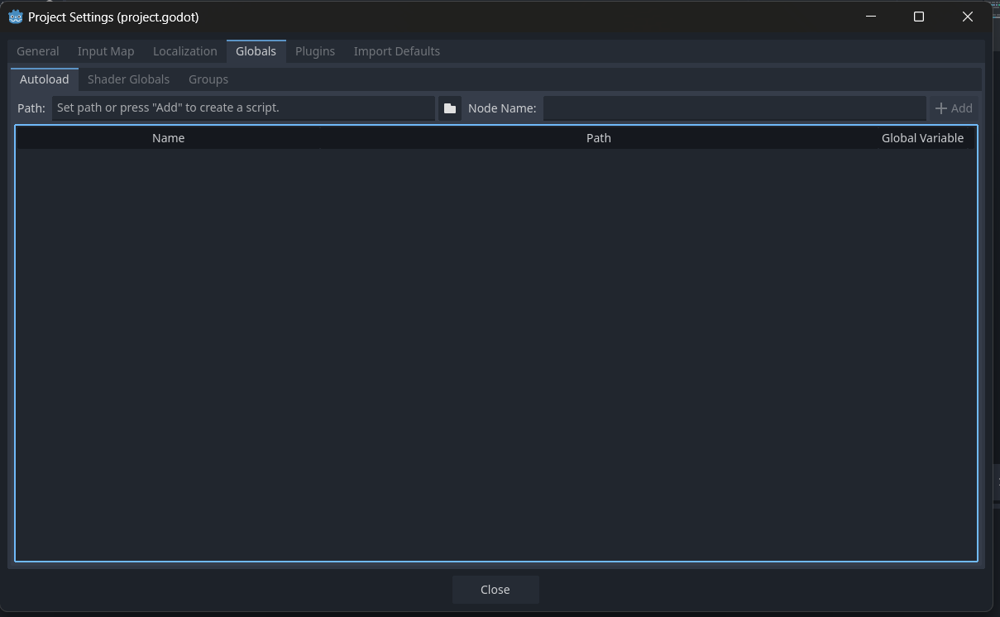 Project Settings (project.godot)
General Input Map Localization Globals Plugins Import Defaults
Autoload Shader Globals Groups
Path: Set path or press "Add" to create a script. Node Name: Add
Name Path Global Variable
Close